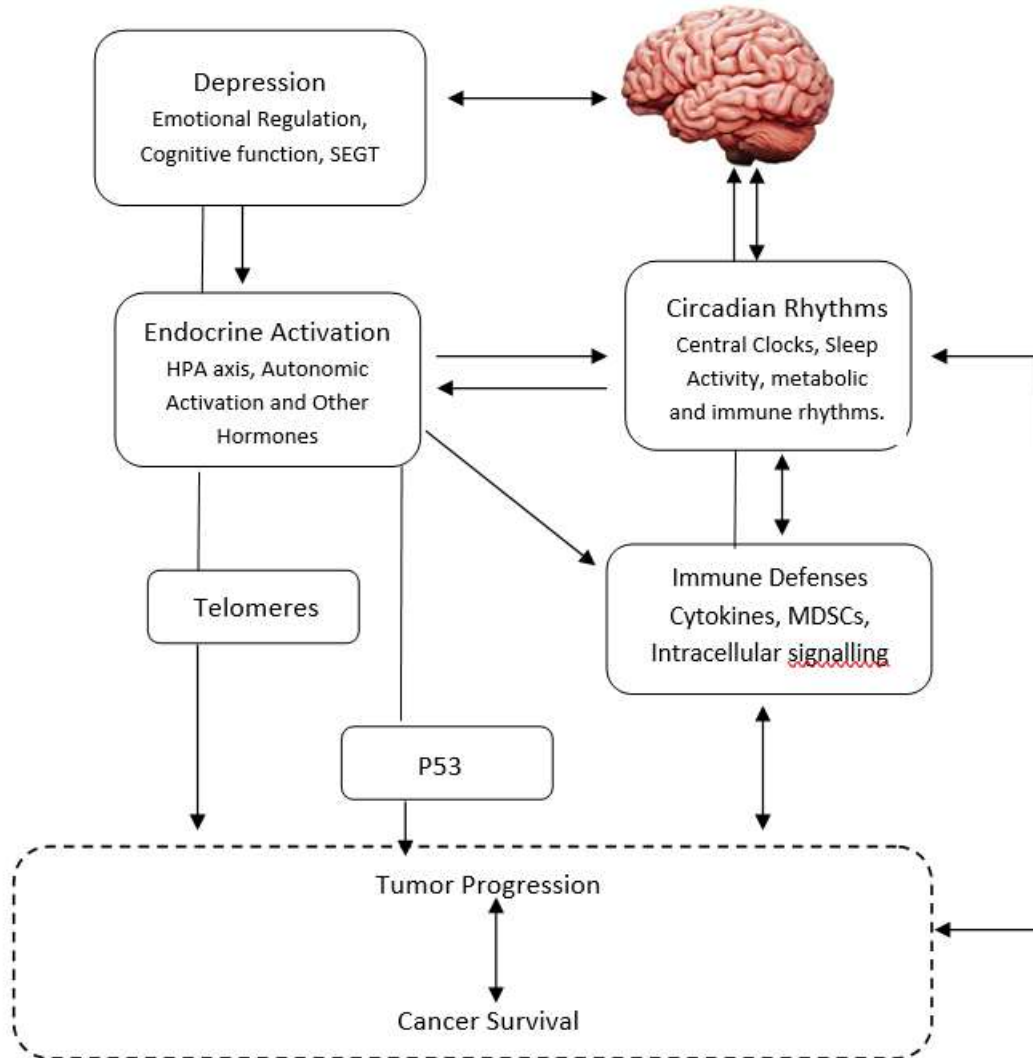 Depression
Emotional Regulation,
Cognitive function, SEGT
Endocrine Activation
HPA axis, Autonomic
Activation and Other
Hormones
Circadian Rhythms
Central Clocks, Sleep
Activity, metabolic
and immune rhythms.
Telomeres
Immune Defenses
Cytokines, MDSCs,
Intracellular signalling
P53
Tumor Progression
Cancer Survival